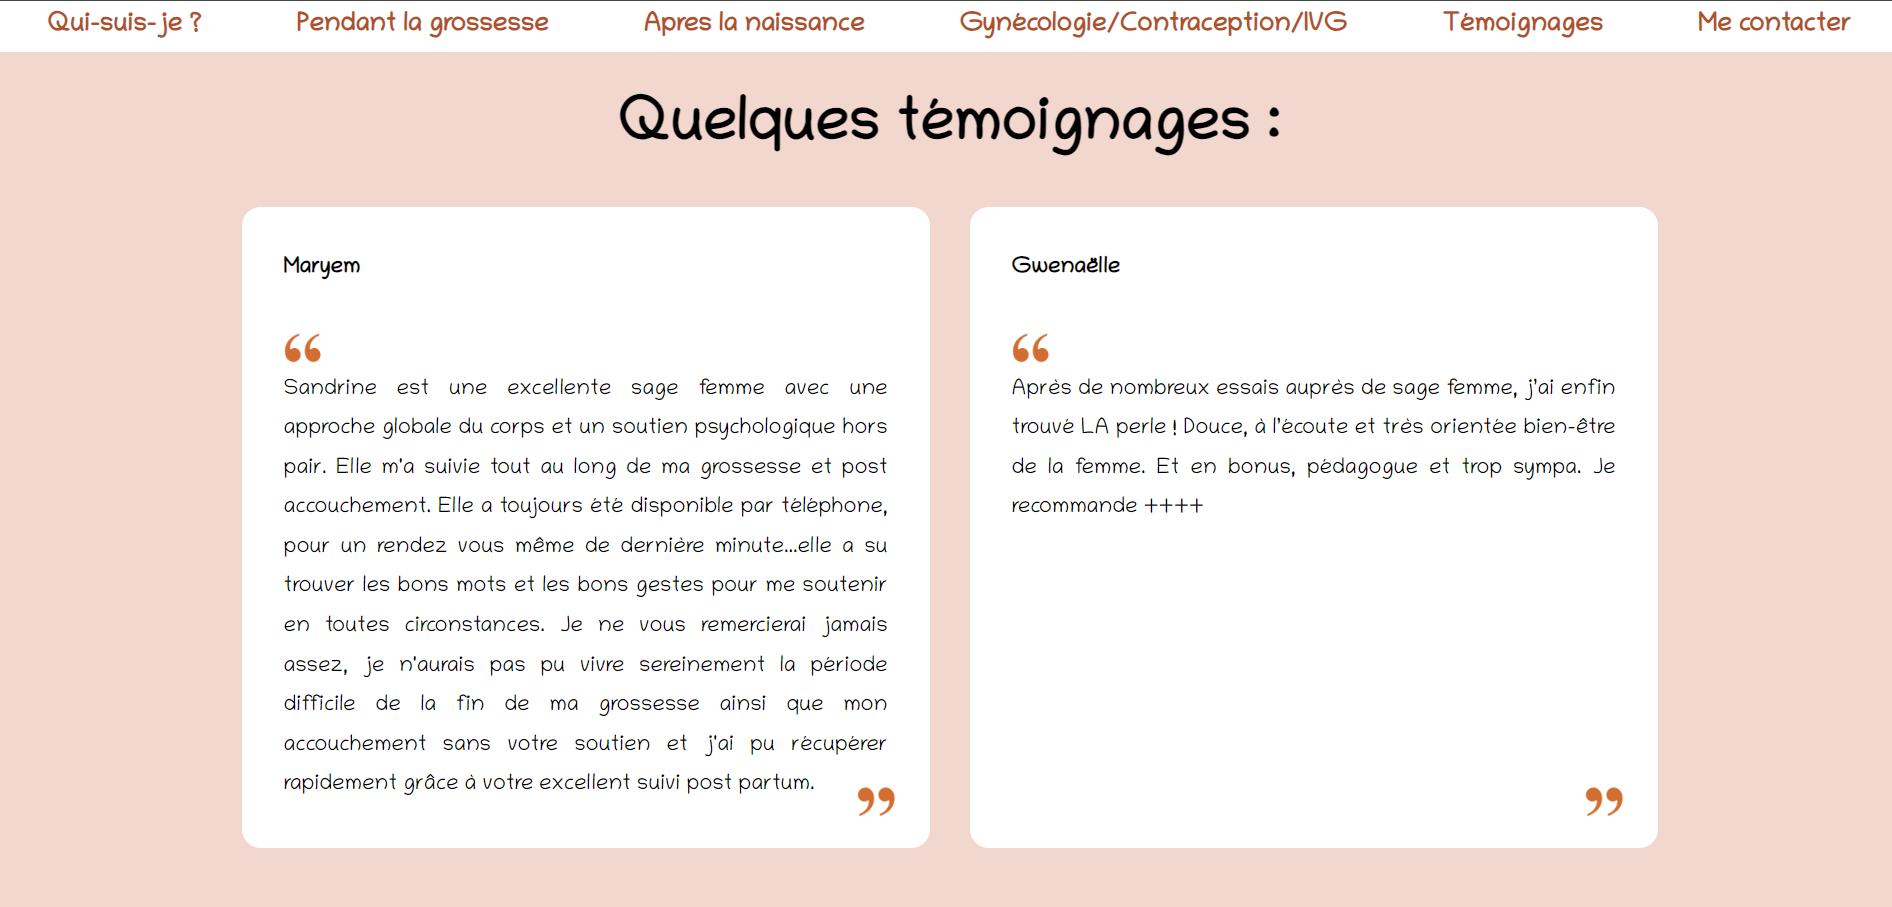 Qui-suis-je ? Pendant la grossesse Apres la naissance Gynécologie/Contraception/IVG Témoignages Me contacter
Quelques témoignages :
Maryem
“
Sandrine est une excellente sage femme avec une
approche globale du corps et un soutien psychologique hors
pair. Elle m'a suivie tout au long de ma grossesse et post
accouchement. Elle a toujours été disponible par téléphone,
pour un rendez vous même de dernière minute...elle a su
trouver les bons mots et les bons gestes pour me soutenir
en toutes circonstances. Je ne vous remercierai jamais
assez, je n'aurais pas pu vivre sereinement la période
difficile de la fin de ma grossesse ainsi que mon
accouchement sans votre soutien et j'ai pu récupérer
rapidement grâce à votre excellent suivi post partum.
”
Gwenaëlle
“
Après de nombreux essais auprès de sage femme, j'ai enfin
trouvé LA perle ! Douce, à l'écoute et très orientée bien-être
de la femme. Et en bonus, pédagogue et trop sympa. Je
recommande ++++
”